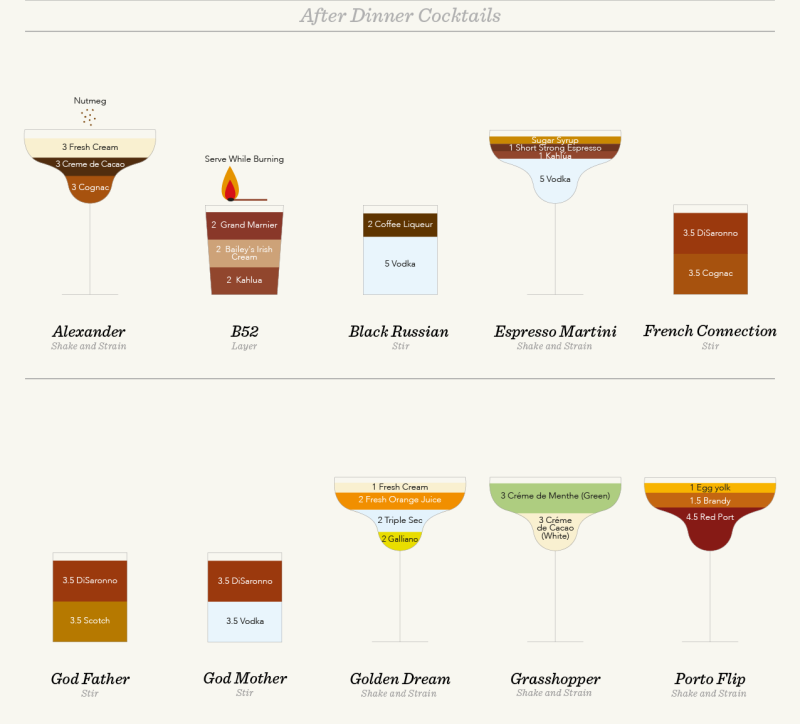 After Dinner Cocktails
Nutmeg
3 Fresh Cream
3 Creme de Cacao
3 Cognac
Alexander
Shake and Strain
Serve While Burning
2 Grand Marnier
2 Bailey's Irish
Cream
2 Kahlua
B52
Layer
2 Coffee Liqueur
5 Vodka
Black Russian
Stir
Sugar Syrup
1 Short Strong Espresso
1 Kahlua
5 Vodka
Espresso Martini
Shake and Strain
3.5 DiSaronno
3.5 Cognac
French Connection
Stir
3.5 DiSaronno
3.5 Scotch
God Father
Stir
3.5 DiSaronno
3.5 Vodka
God Mother
Stir
1 Fresh Cream
2 Fresh Orange Juice
2 Triple Sec
2 Galliano
Golden Dream
Shake and Strain
3 Créme de Menthe (Green)
3 Créme
de Cacao
(White)
Grasshopper
Shake and Strain
1 Egg yolk
1.5 Brandy
4.5 Red Port
Porto Flip
Shake and Strain